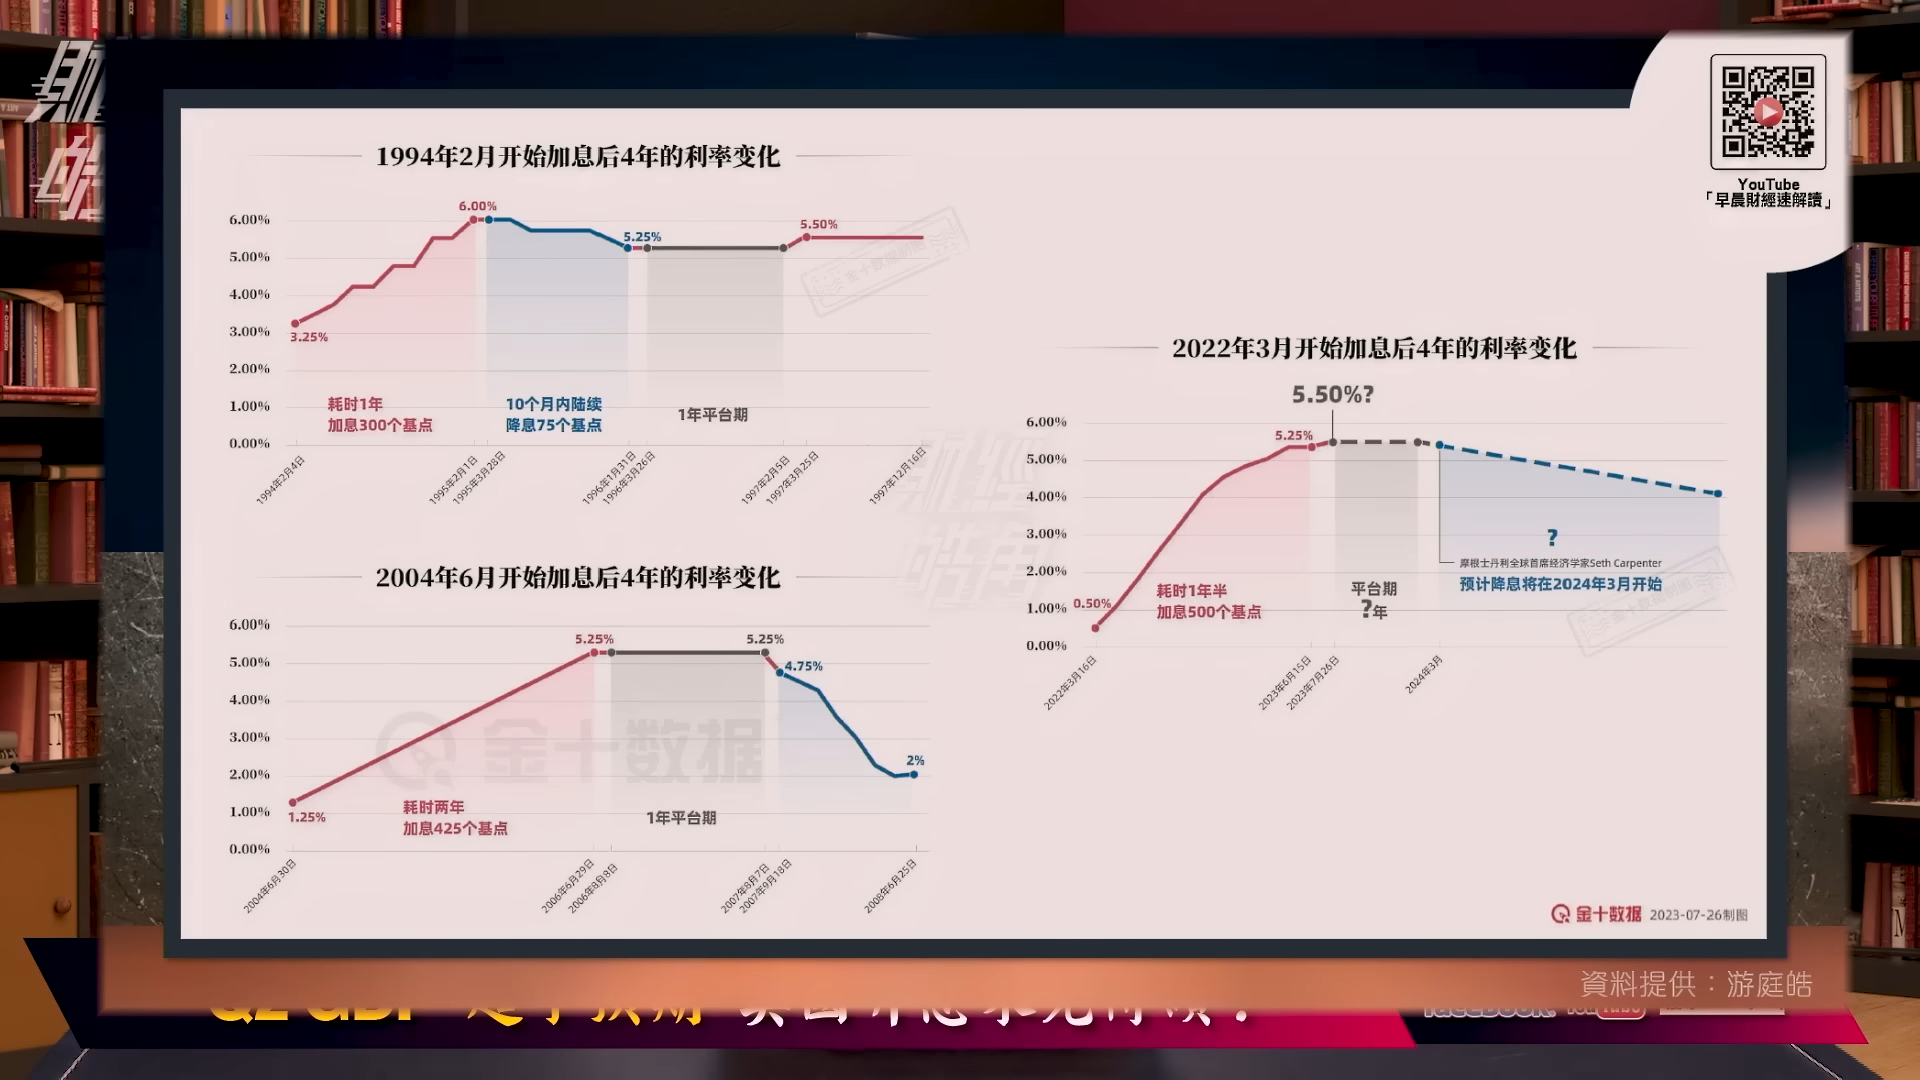 YouTube
「早晨財經速解讀」
1994年2月开始加息后4年的利率变化
6.00%
5.00%
4.00%
3.00%
2.00%
1.00%
0.00%
3.25%
6.00%
5.25%
5.50%
耗时1年
加息300个基点
10个月内陆续
降息75个基点
1年平台期
1994年2月4日
1995年2月1日
1995年3月28日
1996年1月31日
1996年3月26日
1997年2月5日
1997年3月25日
1997年12月16日
金十数据制图
2004年6月开始加息后4年的利率变化
6.00%
5.00%
4.00%
3.00%
2.00%
1.00%
0.00%
1.25%
5.25%
5.25%
4.75%
2%
耗时两年
加息425个基点
1年平台期
2004年6月30日
2006年6月29日
2006年8月8日
2007年8月7日
2007年9月18日
2008年6月25日
金十数据
2022年3月开始加息后4年的利率变化
5.50%?
6.00%
5.00%
4.00%
3.00%
2.00%
1.00%
0.00%
0.50%
5.25%
耗时1年半
加息500个基点
平台期
?年
?
摩根士丹利全球首席经济学家Seth Carpenter
预计降息将在2024年3月开始
2022年3月16日
2023年6月15日
2023年7月26日
2024年3月
金十数据制图
财經
皓角
金十数据 2023-07-26制图
資料提供：游庭皓